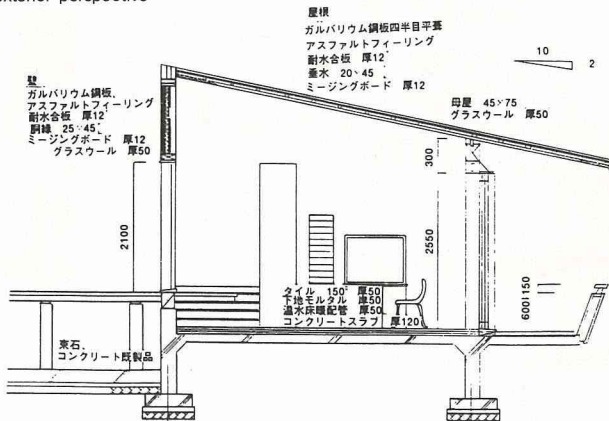 exterior perspective
屋根
ガルバリウム鋼板四半目平葺
アスファルトフィーリング
耐水合板 厚12
垂水 20×45
ミージングボード 厚12
10
2
壁
ガルバリウム鋼板
アスファルトフィーリング
耐水合板 厚12
胴縁 25×45
ミージングボード 厚12
グラスウール 厚50
母屋 45×75
グラスウール 厚50
300
2100
2550
600
150
タイル 150□ 厚50
下地モルタル 厚50
温水床暖配管 厚50
コンクリートスラブ 厚120
束石
コンクリート既製品